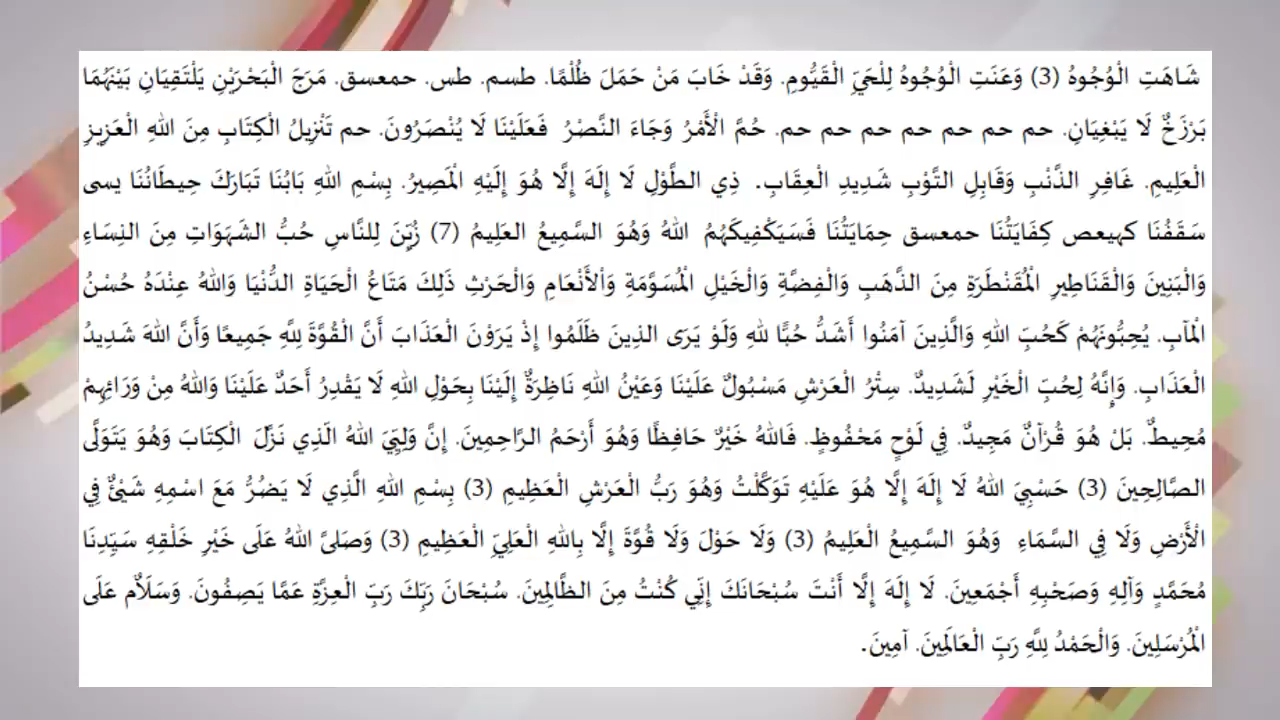 شَاهَتِ الْوُجُوهُ (3) وَعَنَتِ الْوُجُوهُ لِلْحَيِّ الْقَيُّومِ. وَقَدْ خَابَ مَنْ حَمَلَ ظُلْمًا. طسم. طس. حمعسق. مَرَجَ الْبَحْرَيْنِ يَلْتَقِيَانِ بَيْنَهُمَا
بَرْزَخٌ لَا يَبْغِيَانِ. حم حم حم حم حم حم حم. حُمَّ الْأَمْرُ وَجَاءَ النَّصْرُ فَعَلَيْنَا لَا يُنْصَرُونَ. حم تَنْزِيلُ الْكِتَابِ مِنَ اللهِ الْعَزِيزِ
الْعَلِيمِ. غَافِرِ الذَّنْبِ وَقَابِلِ التَّوْبِ شَدِيدِ الْعِقَابِ. ذِي الطَّوْلِ لَا إِلَهَ إِلَّا هُوَ إِلَيْهِ الْمَصِيرُ. بِسْمِ اللهِ بَابُنَا تَبَارَكَ حِيطَانُنَا يسى
سَقَفُنَا كهيعص كِفَايَتُنَا حمعسق حِمَايَتُنَا فَسَيَكْفِيكَهُمُ اللهُ وَهُوَ السَّمِيعُ العَلِيمُ (7) زُيِّنَ لِلنَّاسِ حُبُّ الشَّهَوَاتِ مِنَ النِسَاءِ
وَالْبَنِينَ وَالْقَنَاطِيرِ الْمُقَنْطَرَةِ مِنَ الذَّهَبِ وَالْفِضَّةِ وَالْخَيْلِ الْمُسَوَّمَةِ وَالأَنْعَامِ وَالْحَرْثِ ذَلِكَ مَتَاعُ الْحَيَاةِ الدُّنْيَا وَاللهُ عِنْدَهُ حُسْنُ
الْمَآبِ. يُحِبُّونَهُمْ كَحُبِّ اللهِ وَالَّذِينَ آمَنُوا أَشَدُّ حُبًّا للهِ وَلَوْ يَرَى الذِينَ ظَلَمُوا إِذْ يَرَوْنَ الْعَذَابَ أَنَّ الْقُوَّةَ لِلَّهِ جَمِيعًا وَأَنَّ اللهَ شَدِيدُ
الْعَذَابِ. وَإِنَّهُ لِحُبِّ الْخَيْرِ لَشَدِيدٌ. سِتْرُ الْعَرْشِ مَسْبُولٌ عَلَيْنَا وَعَيْنُ اللهِ نَاظِرَةٌ إِلَيْنَا بِحَوْلِ اللهِ لَا يَقْدِرُ أَحَدٌ عَلَيْنَا وَاللهُ مِنْ وَرَائِهِمْ
مُحِيطٌ. بَلْ هُوَ قُرْآنٌ مَجِيدٌ. فِي لَوْحٍ مَحْفُوظٍ. فَاللهُ خَيْرٌ حَافِظًا وَهُوَ أَرْحَمُ الرَّاحِمِينَ. إِنَّ وَلِيِّيَ اللهُ الَذِي نَزَّلَ الْكِتَابَ وَهُوَ يَتَوَلَّى
الصَّالِحِينَ (3) حَسْبِيَ اللهُ لَا إِلَهَ إِلَّا هُوَ عَلَيْهِ تَوَكَّلْتُ وَهُوَ رَبُّ الْعَرْشِ الْعَظِيمِ (3) بِسْمِ اللهِ الَّذِي لَا يَضُرُّ مَعَ اسْمِهِ شَيْئٌ فِي
الْأَرْضِ وَلَا فِي السَّمَاءِ وَهُوَ السَّمِيعُ الْعَلِيمُ (3) وَلَا حَوْلَ وَلَا قُوَّةَ إِلَّا بِاللهِ الْعَلِيِّ الْعَظِيمِ (3) وَصَلىَّ اللهُ عَلَى خَيْرِ خَلْقِهِ سَيِّدِنَا
مُحَمَّدٍ وَآلِهِ وَصَحْبِهِ أَجْمَعِينَ. لَا إِلَهَ إِلَّا أَنْتَ سُبْحَانَكَ إِنِّي كُنْتُ مِنَ الظَّالِمِينَ. سُبْحَانَ رَبِّكَ رَبِّ الْعِزَّةِ عَمَّا يَصِفُونَ. وَسَلَامٌ عَلَى
الْمُرْسَلِينَ. وَالْحَمْدُ لِلَّهِ رَبِّ الْعَالَمِينَ. آمِينَ.